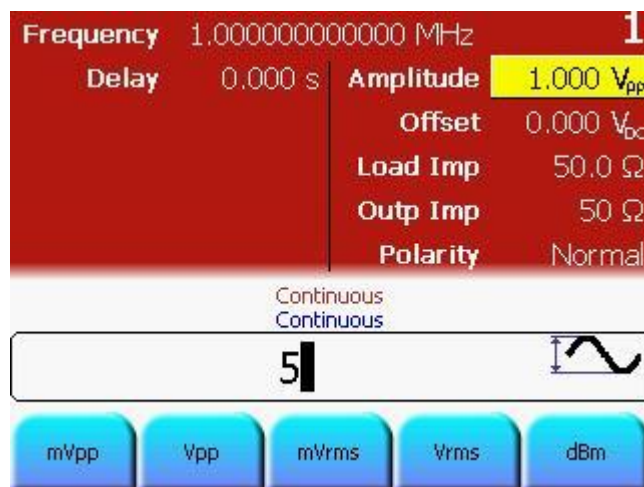 Frequency 1.000000000000 MHz 1
Delay 0.000 s Amplitude 1.000 Vpp
Offset 0.000 VDC
Load Imp 50.0 Ω
Outp Imp 50 Ω
Polarity Normal
Continuous
Continuous
5
mVpp Vpp mVrms Vrms dBm